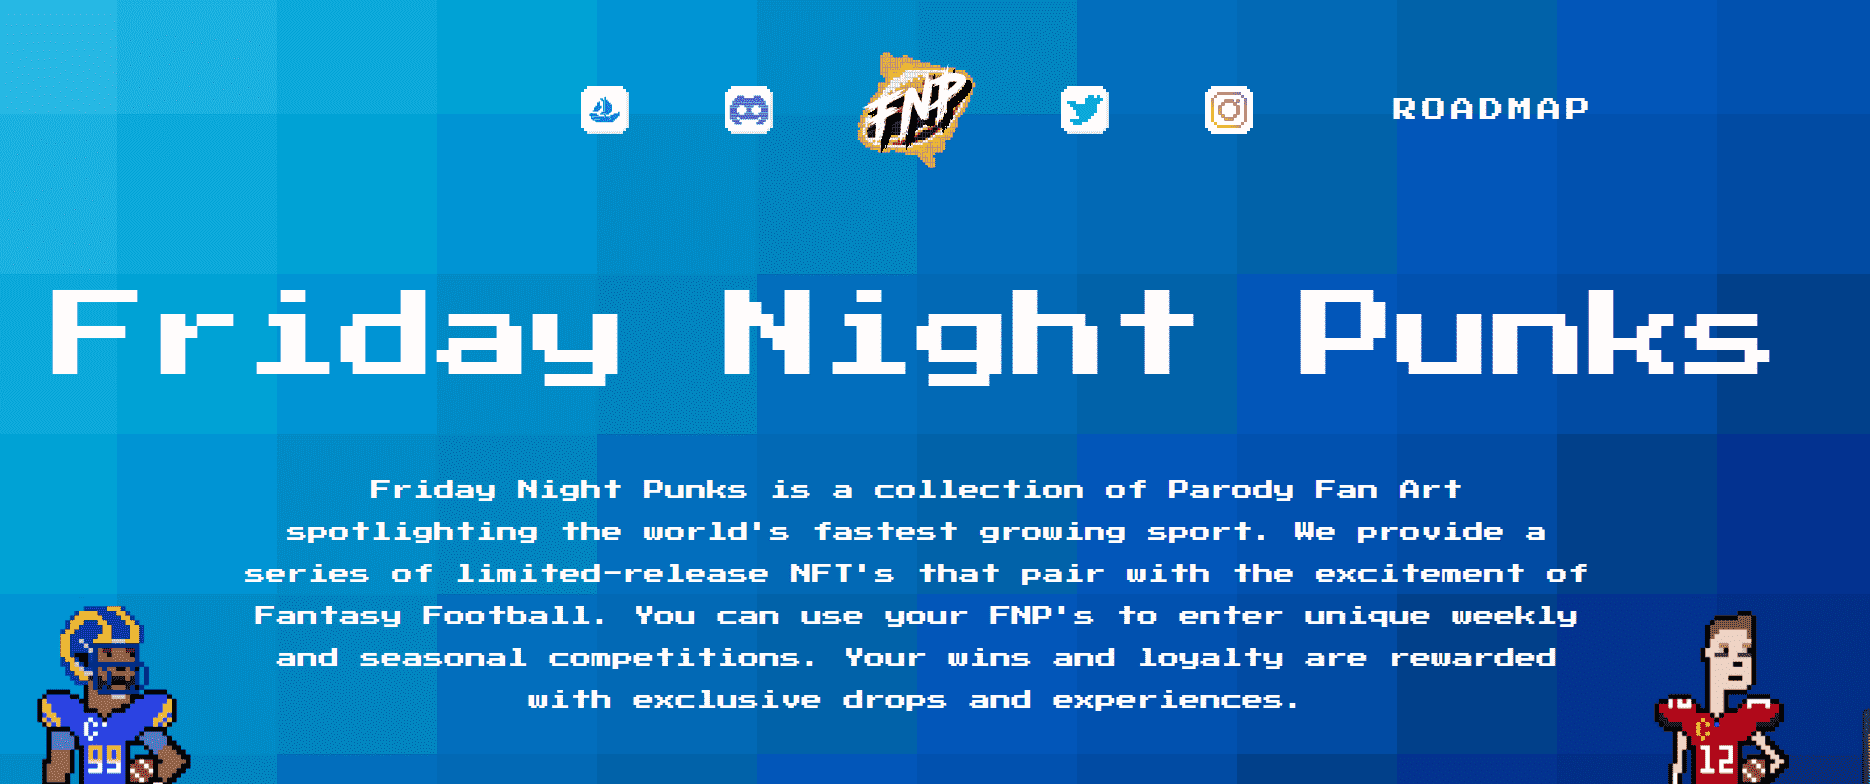 FNP
ROADMAP
Friday Night Punks
Friday Night Punks is a collection of Parody Fan Art
spotlighting the world's fastest growing sport. We provide a
series of limited-release NFT's that pair with the excitement of
Fantasy Football. You can use your FNP's to enter unique weekly
and seasonal competitions. Your wins and loyalty are rewarded
with exclusive drops and experiences.
C
99
C
12